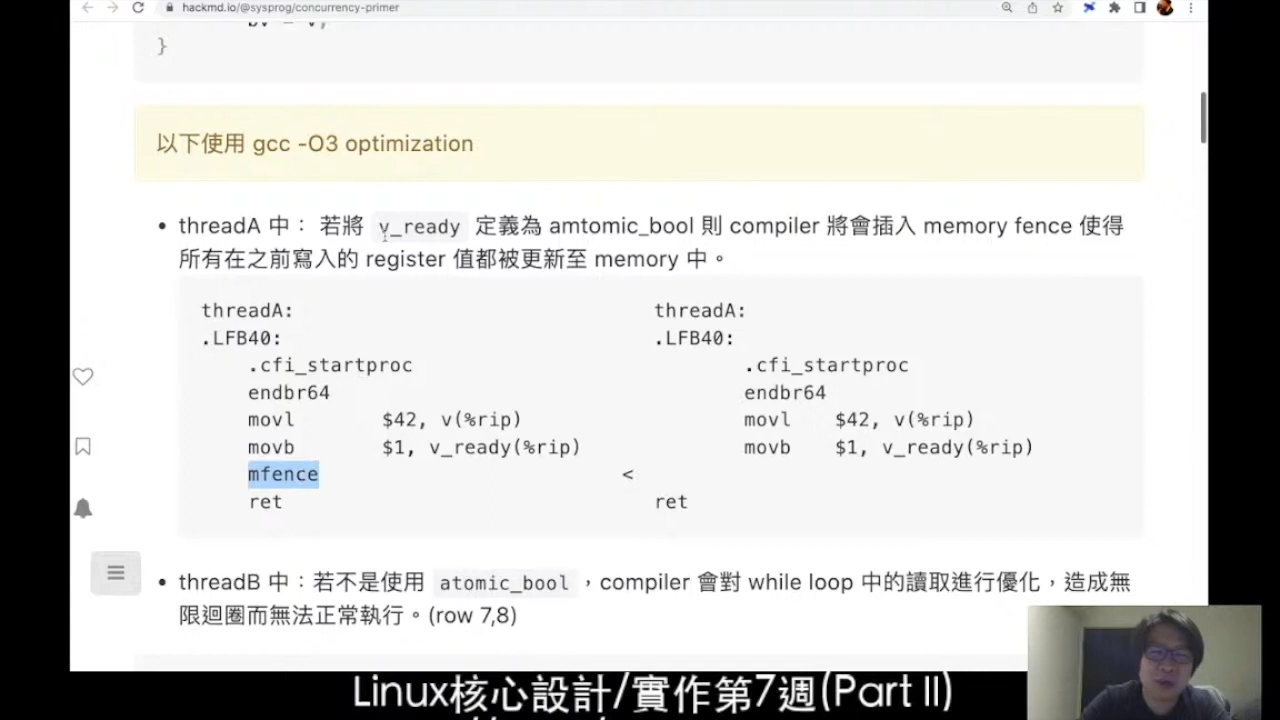 hackmd.io/@sysprog/concurrency-primer
}
以下使用 gcc -O3 optimization
• threadA 中： 若將 v_ready 定義為 amtomic_bool 則 compiler 將會插入 memory fence 使得
所有在之前寫入的 register 值都被更新至 memory 中。
threadA: threadA:
.LFB40: .LFB40:
.cfi_startproc .cfi_startproc
endbr64 endbr64
movl $42, v(%rip) movl $42, v(%rip)
movb $1, v_ready(%rip) movb $1, v_ready(%rip)
mfence <
ret ret
• threadB 中：若不是使用 atomic_bool ，compiler 會對 while loop 中的讀取進行優化，造成無
限迴圈而無法正常執行。(row 7,8)
Linux核心設計/實作第7週(Part II)